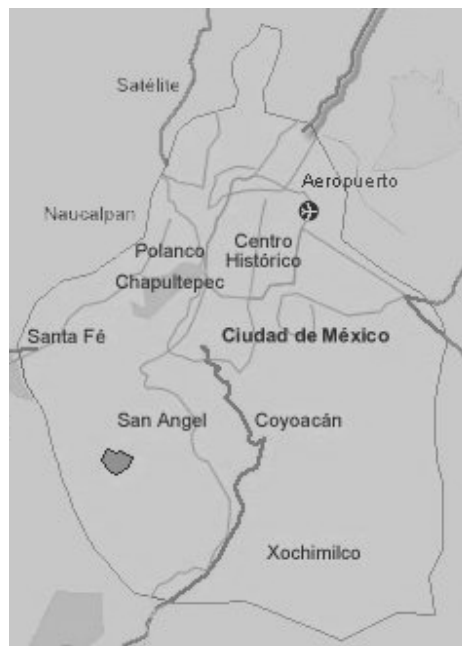 Satélite
Aeropuerto
Naucalpan
Polanco
Centro
Histórico
Chapultepec
Santa Fé
Ciudad de México
San Angel
Coyoacán
Xochimilco